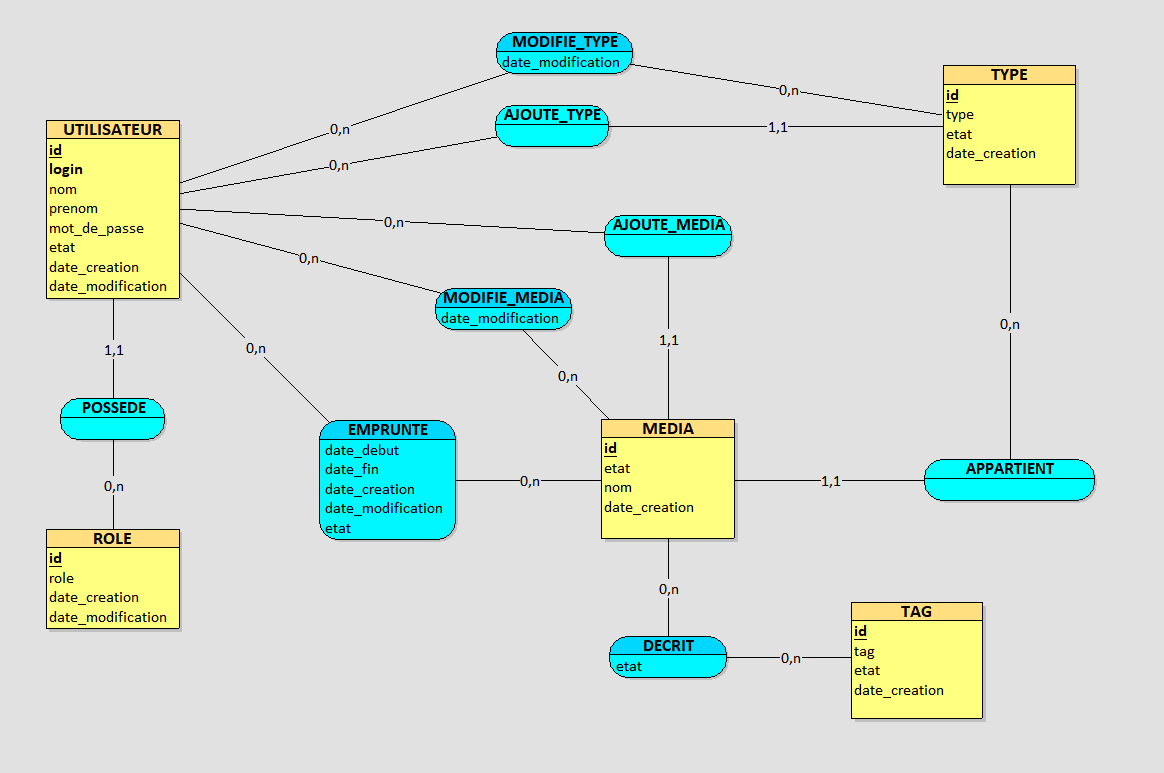 MODIFIE_TYPE
date_modification
0,n
TYPE
id
type
etat
date_creation
AJOUTE_TYPE
1,1
0,n
0,n
UTILISATEUR
id
login
nom
prenom
mot_de_passe
etat
date_creation
date_modification
0,n
AJOUTE_MEDIA
0,n
MODIFIE_MEDIA
date_modification
1,1
0,n
0,n
1,1
0,n
POSSEDE
0,n
EMPRUNTE
date_debut
date_fin
date_creation
date_modification
etat
0,n
MEDIA
id
etat
nom
date_creation
1,1
APPARTIENT
ROLE
id
role
date_creation
date_modification
0,n
DECRIT
etat
0,n
TAG
id
tag
etat
date_creation